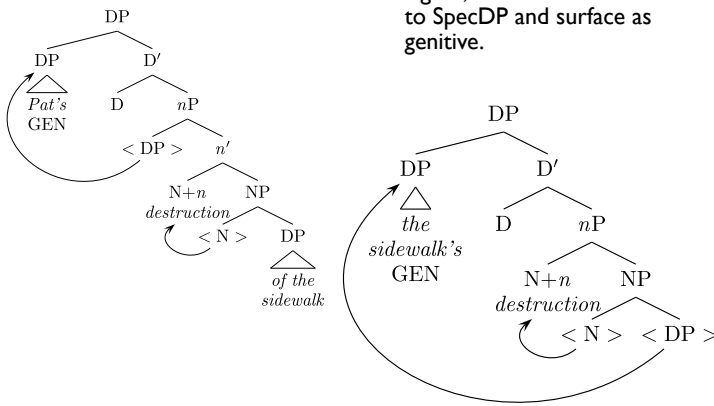 to SpecDP and surface as
genitive.
DP
DP D′
Pat's
GEN
D nP
< DP > n′
N+n NP
destruction
< N > DP
of the
sidewalk
DP
DP D′
the
sidewalk's
GEN
D nP
N+n NP
destruction
< N > < DP >